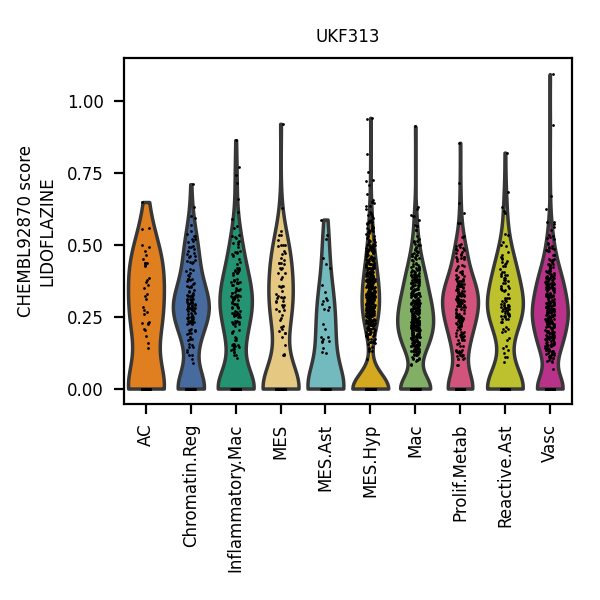 UKF313
CHEMBL92870 score
LIDOFLAZINE
1.00
0.75
0.50
0.25
0.00
AC
Chromatin.Reg
Inflammatory.Mac
MES
MES.Ast
MES.Hyp
Mac
Prolif.Metab
Reactive.Ast
Vasc